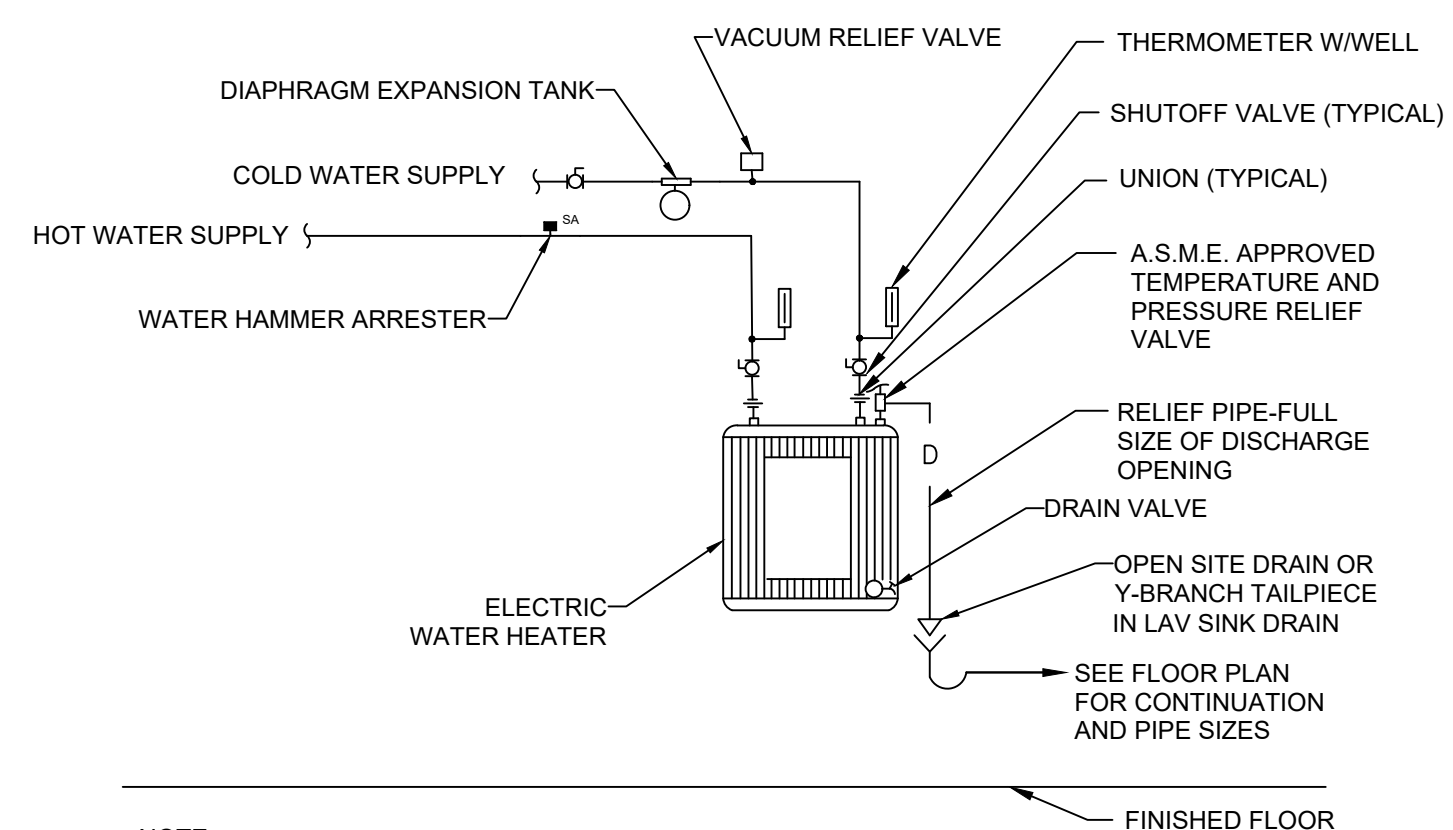 VACUUM RELIEF VALVE
THERMOMETER W/WELL
DIAPHRAGM EXPANSION TANK
SHUTOFF VALVE (TYPICAL)
COLD WATER SUPPLY
UNION (TYPICAL)
SA
HOT WATER SUPPLY
A.S.M.E. APPROVED
TEMPERATURE AND
PRESSURE RELIEF
VALVE
WATER HAMMER ARRESTER
RELIEF PIPE-FULL
SIZE OF DISCHARGE
OPENING
D
DRAIN VALVE
OPEN SITE DRAIN OR
Y-BRANCH TAILPIECE
IN LAV SINK DRAIN
ELECTRIC
WATER HEATER
SEE FLOOR PLAN
FOR CONTINUATION
AND PIPE SIZES
FINISHED FLOOR